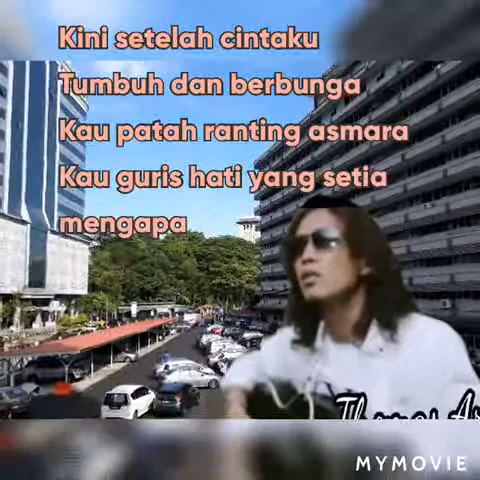 Kini setelah cintaku
Tumbuh dan berbunga
Kau patah ranting asmara
Kau guris hati yang setia
mengapa
MYMOVIE